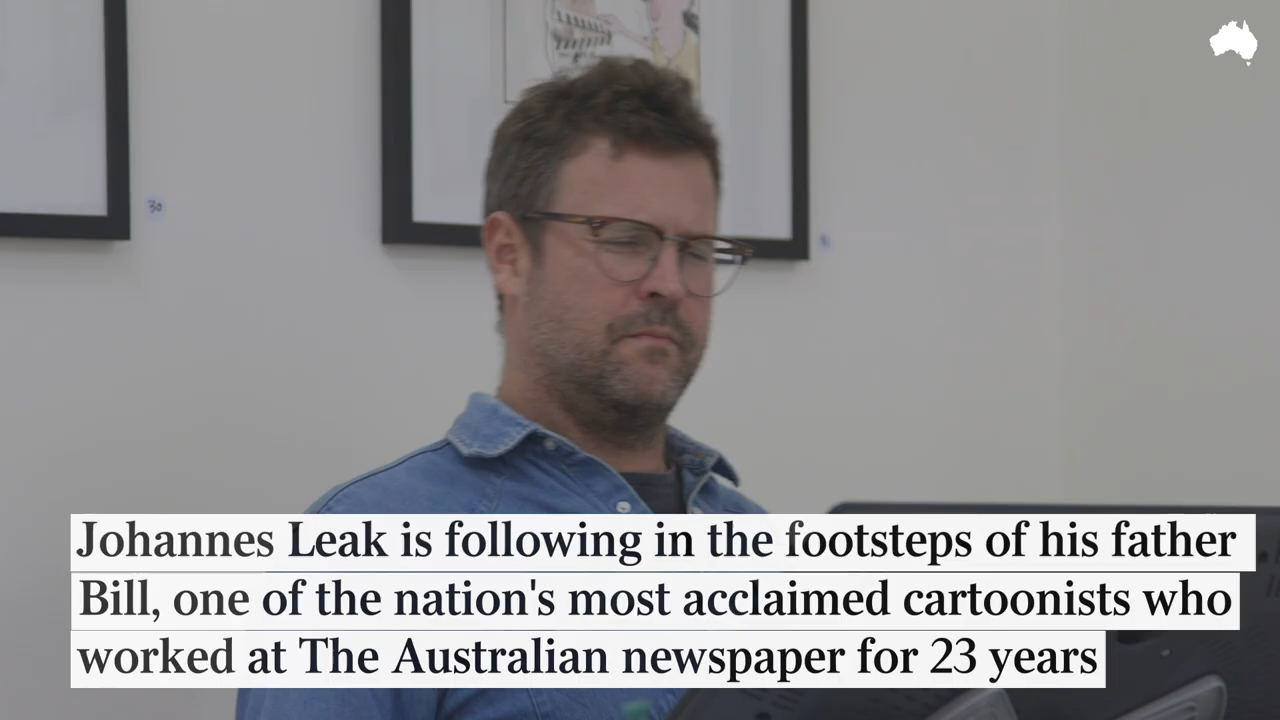 30
Johannes Leak is following in the footsteps of his father
Bill, one of the nation's most acclaimed cartoonists who
worked at The Australian newspaper for 23 years